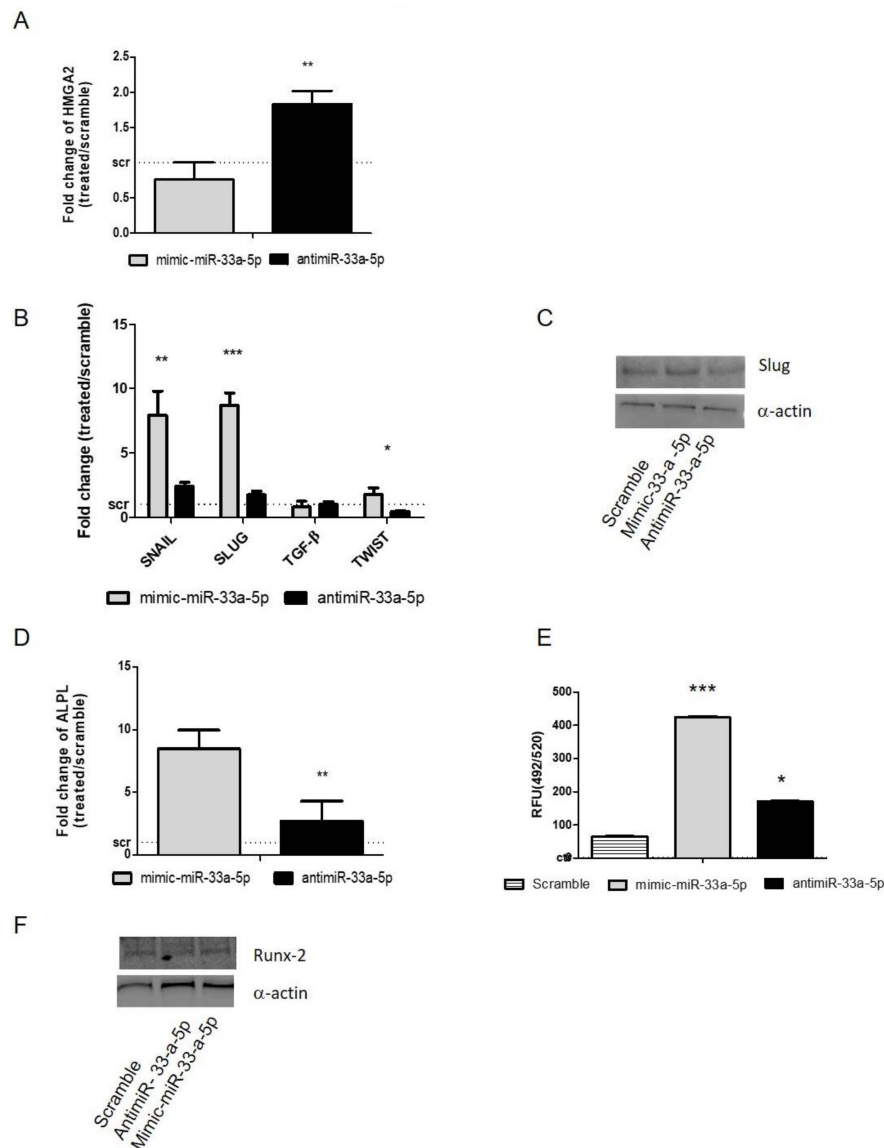 A
Fold change of HMGA2
(treated/scramble)
2.5
2.0
1.5
scr
0.5
0.0
**
mimic-miR-33a-5p
antimiR-33a-5p
B
Fold change (treated/scramble)
15
10
5
scr
0
**
***
*
SNAIL
SLUG
TGF-β
TWIST
mimic-miR-33a-5p
antimiR-33a-5p
C
Slug
α-actin
Scramble
Mimic-33-a -5p
AntimiR-33-a-5p
D
Fold change of ALPL
(treated/scramble)
15
10
5
scr
0
**
mimic-miR-33a-5p
antimiR-33a-5p
E
RFU(492/520)
500
400
300
200
100
***
*
Scramble
mimic-miR-33a-5p
antimiR-33a-5p
F
Runx-2
α-actin
Scramble
AntimiR- 33-a-5p
Mimic-miR-33-a-5p